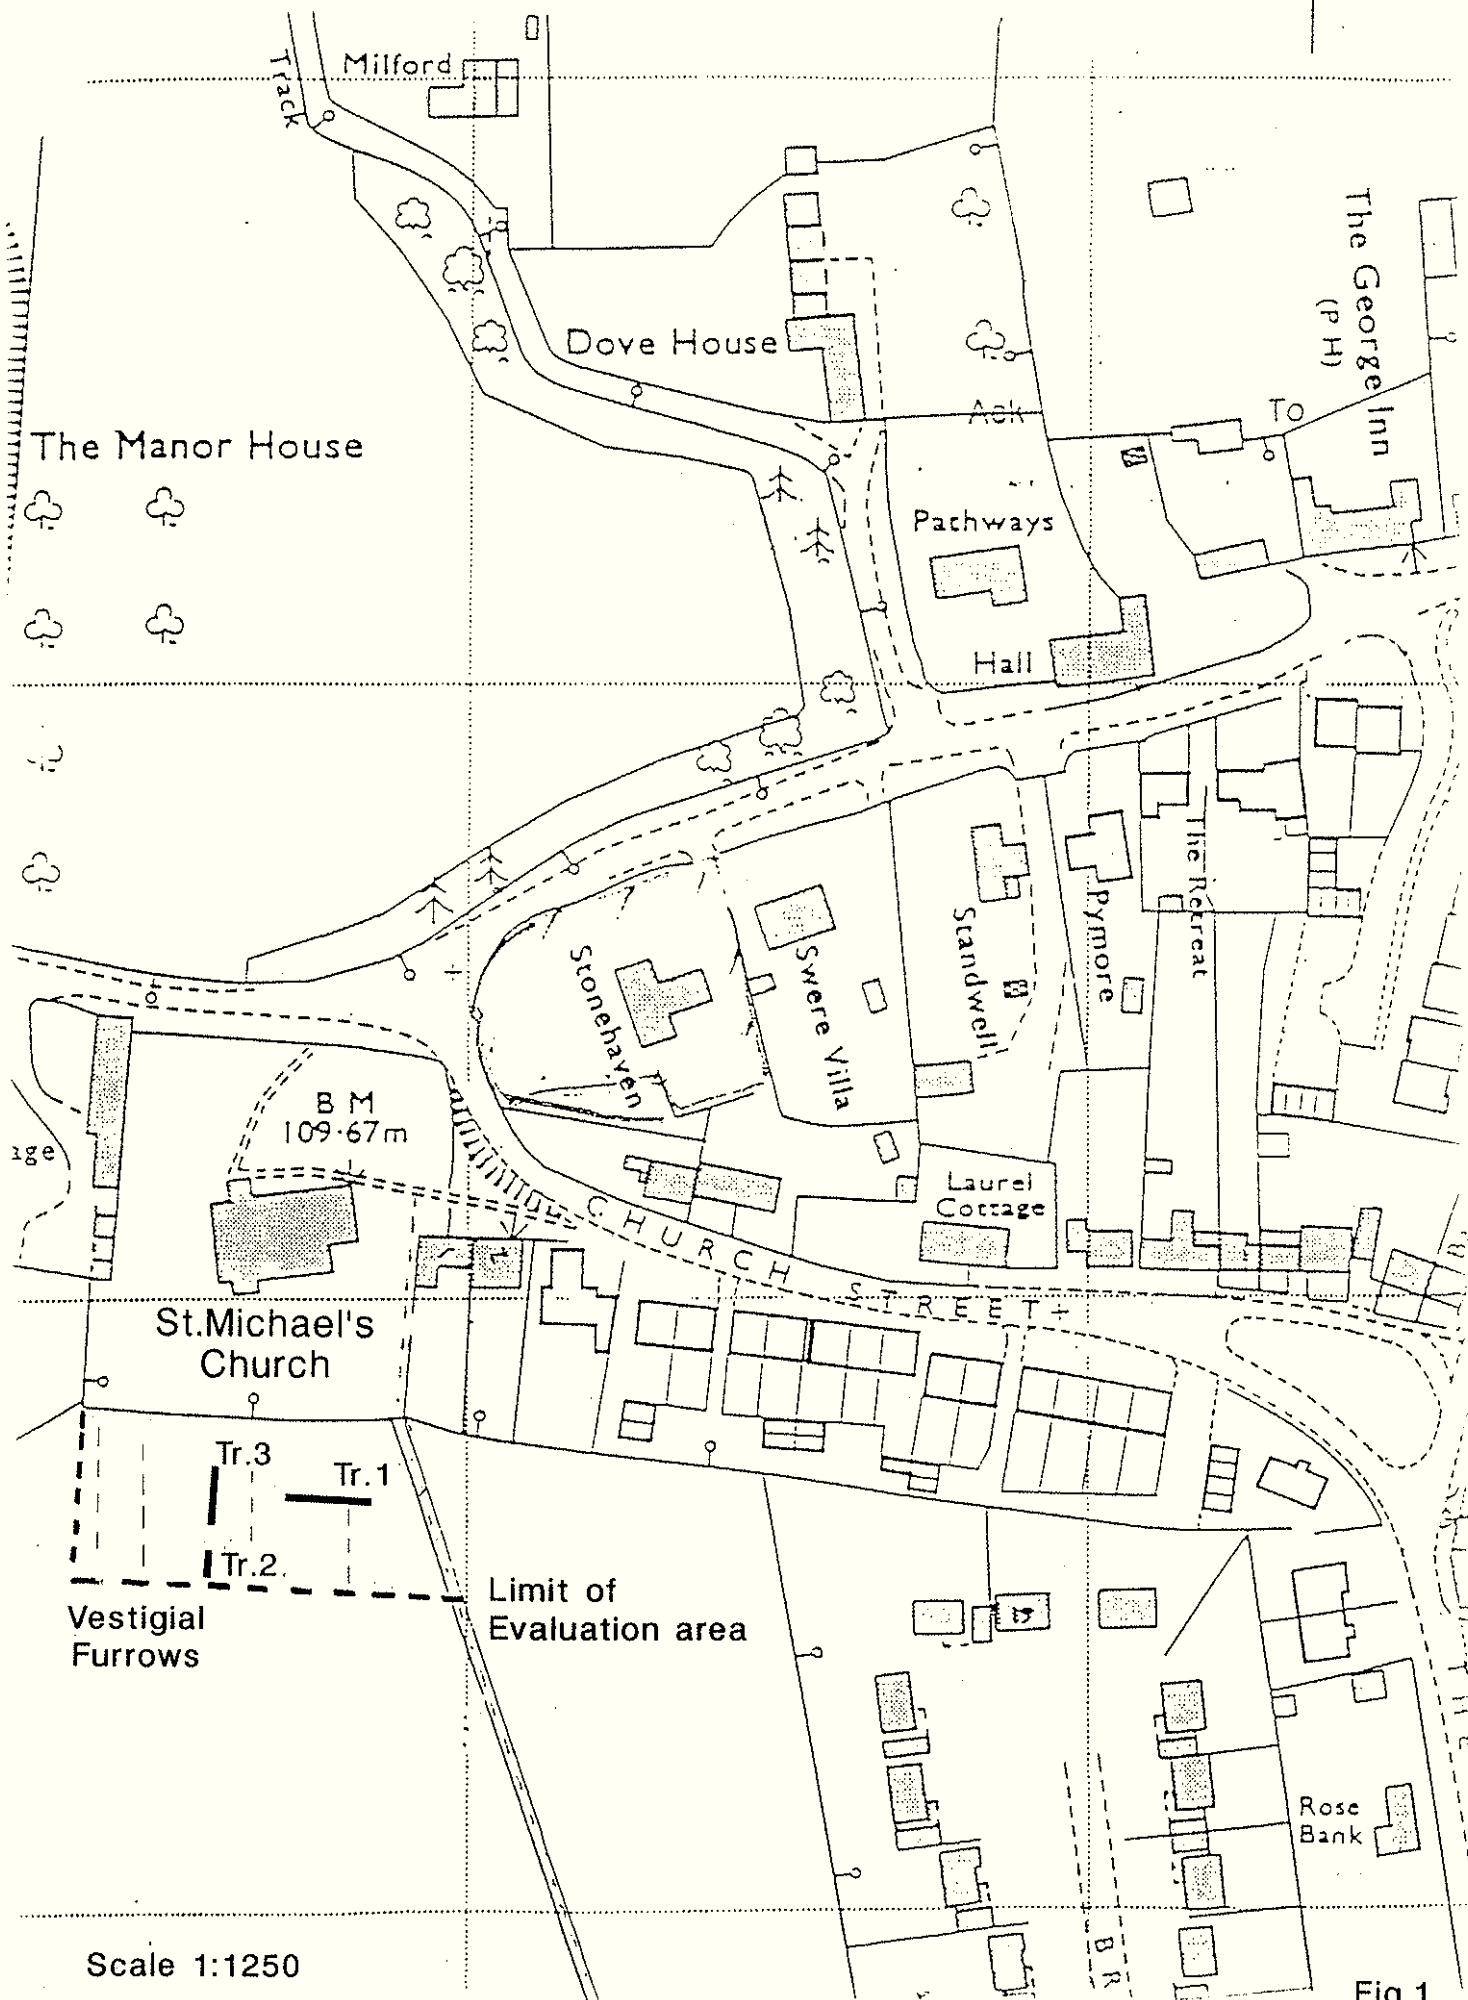 Track
Milford
The George Inn
(P H)
Dove House
The Manor House
Pathways
Hall
The Retreat
Pymore
Standwell
Swere Villa
Stonehaven
B M
109·67m
Laurel
Cottage
CHURCH STREET
St.Michael's
Church
Tr.3
Tr.1
Tr.2
Limit of
Evaluation area
Vestigial
Furrows
Rose
Bank
Scale 1:1250
Fig 1